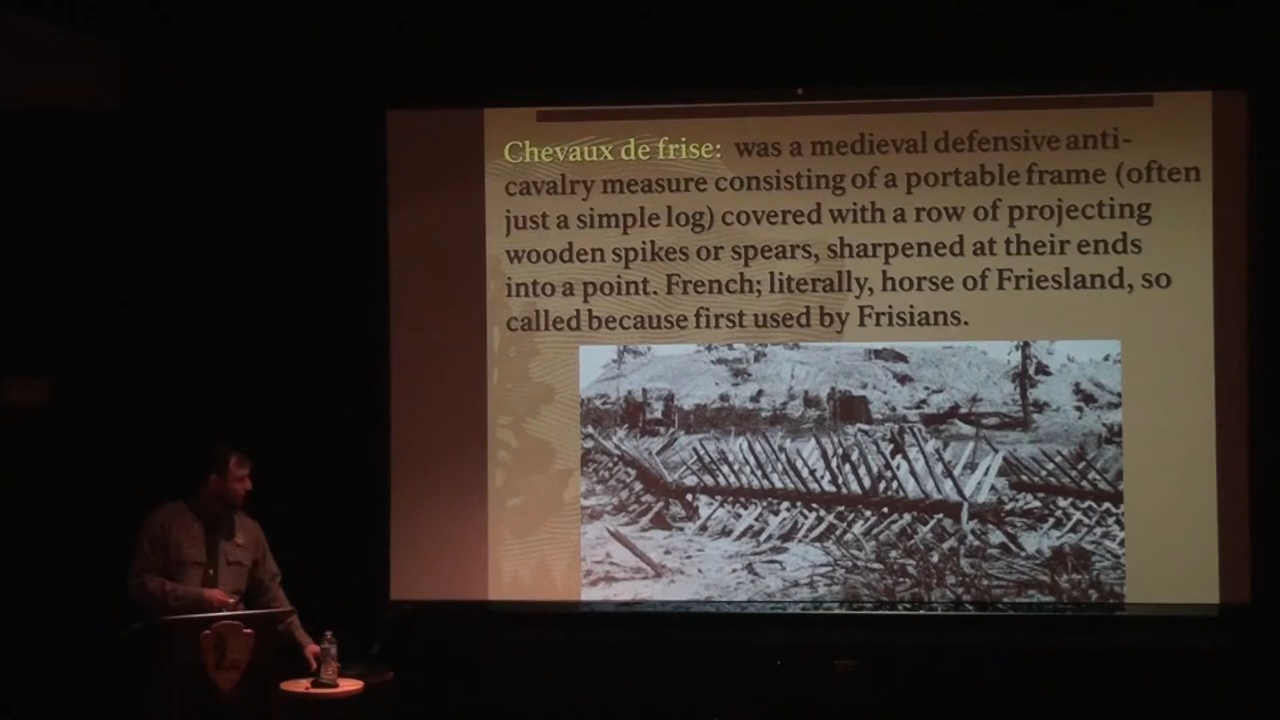 Chevaux de frise: was a medieval defensive anti-
cavalry measure consisting of a portable frame (often
just a simple log) covered with a row of projecting
wooden spikes or spears, sharpened at their ends
into a point. French; literally, horse of Friesland, so
called because first used by Frisians.